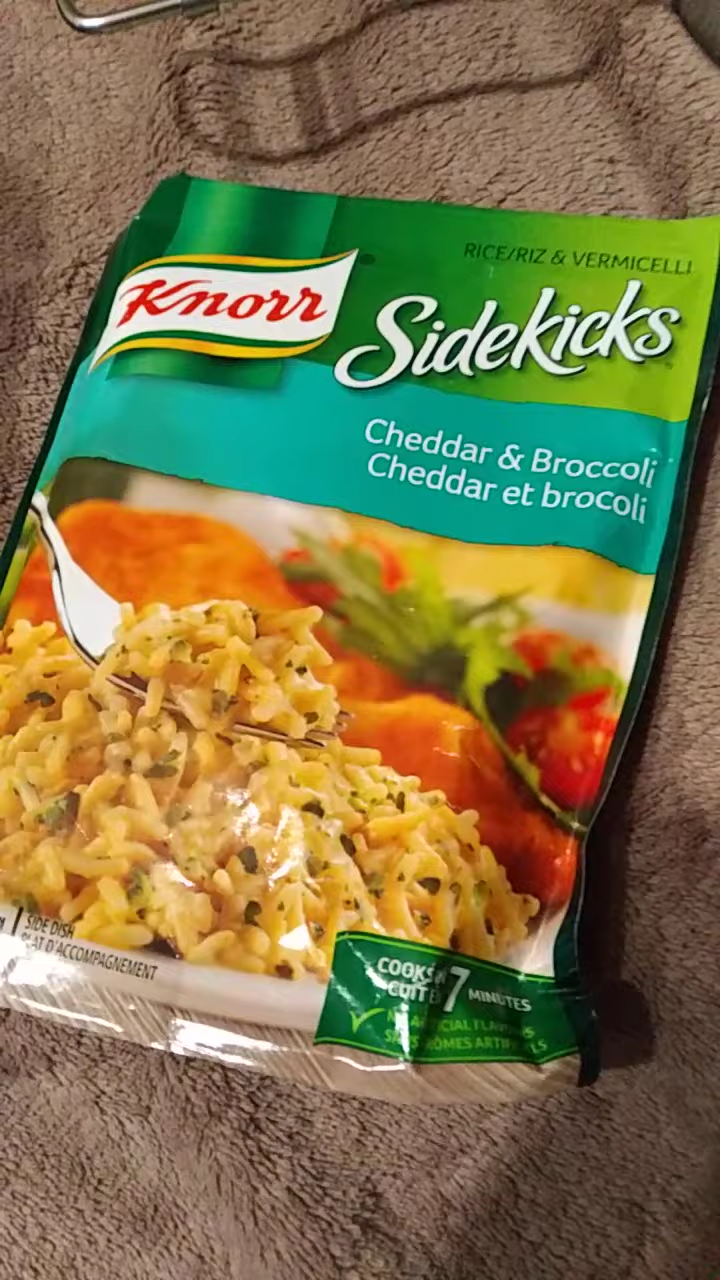 RICE/RIZ & VERMICELLI
Knorr
Sidekicks
Cheddar & Broccoli
Cheddar et brocoli
SIDE DISH
PLAT D'ACCOMPAGNEMENT
COOKS IN
CUIT EN
7 MINUTES
NO ARTIFICIAL FLAVOURS
SANS ARÔMES ARTIFICIELS